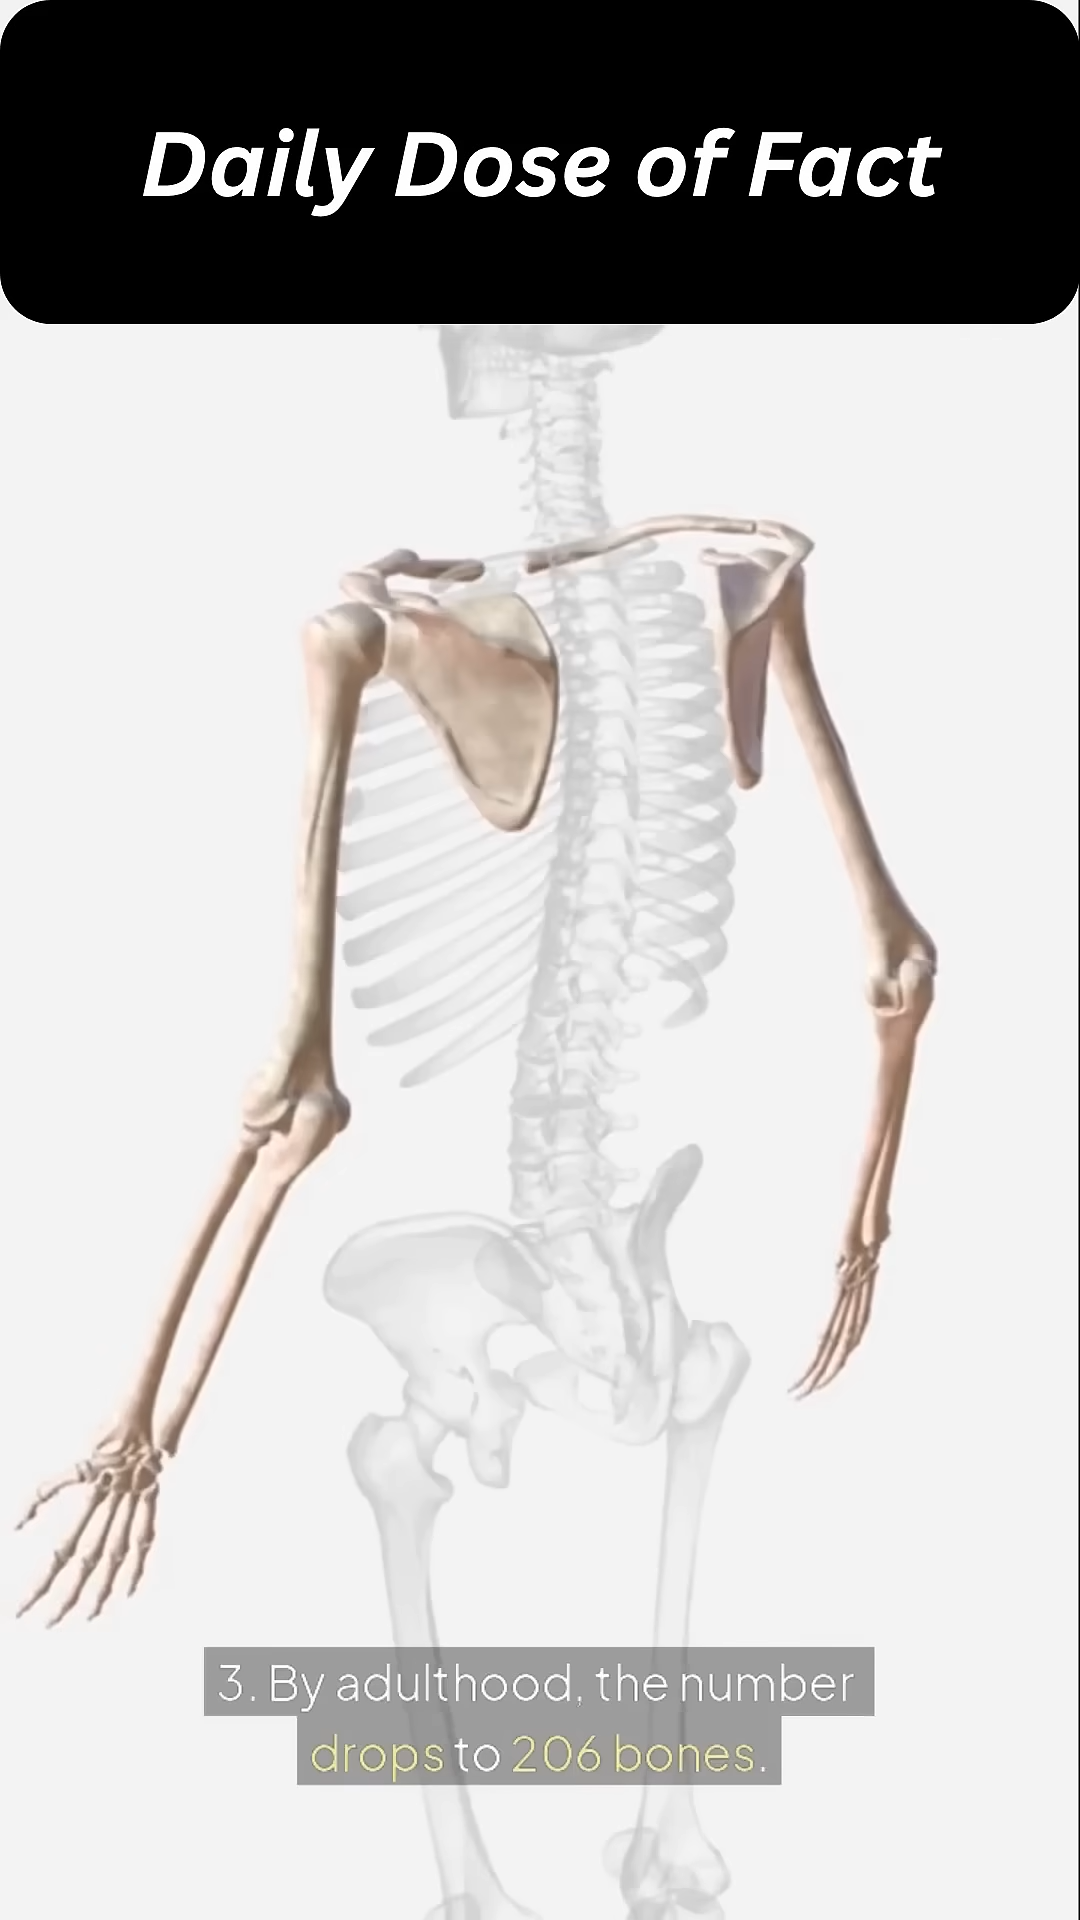 Daily Dose of Fact
3. By adulthood, the number
drops to 206 bones.